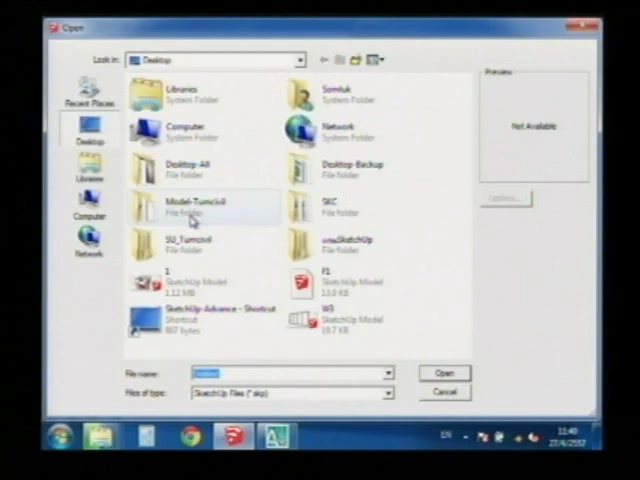 Open
Look in:
Desktop
Recent Places
Desktop
Libraries
Computer
Network
Libraries
System Folder
Somluk
System Folder
Computer
System Folder
Network
System Folder
Desktop-All
File folder
Desktop-Backup
File folder
Model-Turncivil
File folder
SKC
File folder
SU_Turncivil
File folder
SketchUp
File folder
1
SketchUp Model
1.12 MB
F1
SketchUp Model
13.0 KB
SketchUp-Advance - Shortcut
Shortcut
807 bytes
W3
SketchUp Model
19.7 KB
Preview
Not Available
Options...
File name:
Open
Files of type:
SketchUp Files (*.skp)
Cancel
EN
11:40
27/4/2557